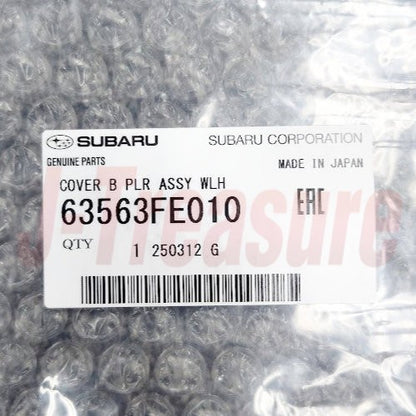 SUBARU SUBARU CORPORATION
GENUINE PARTS MADE IN JAPAN
COVER B PLR ASSY WLH
63563FE010 EAC
QTY 1 250312 G
J-Treasure